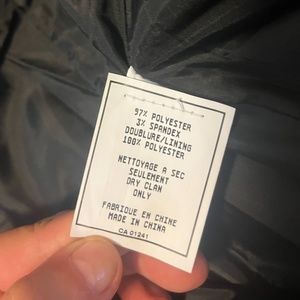 97% POLYESTER
3% SPANDEX
DOUBLURE/LINING
100% POLYESTER
NETTOYAGE A SEC
SEULEMENT
DRY CLAN
ONLY
FABRIQUE EN CHINE
MADE IN CHINA
CA 01241